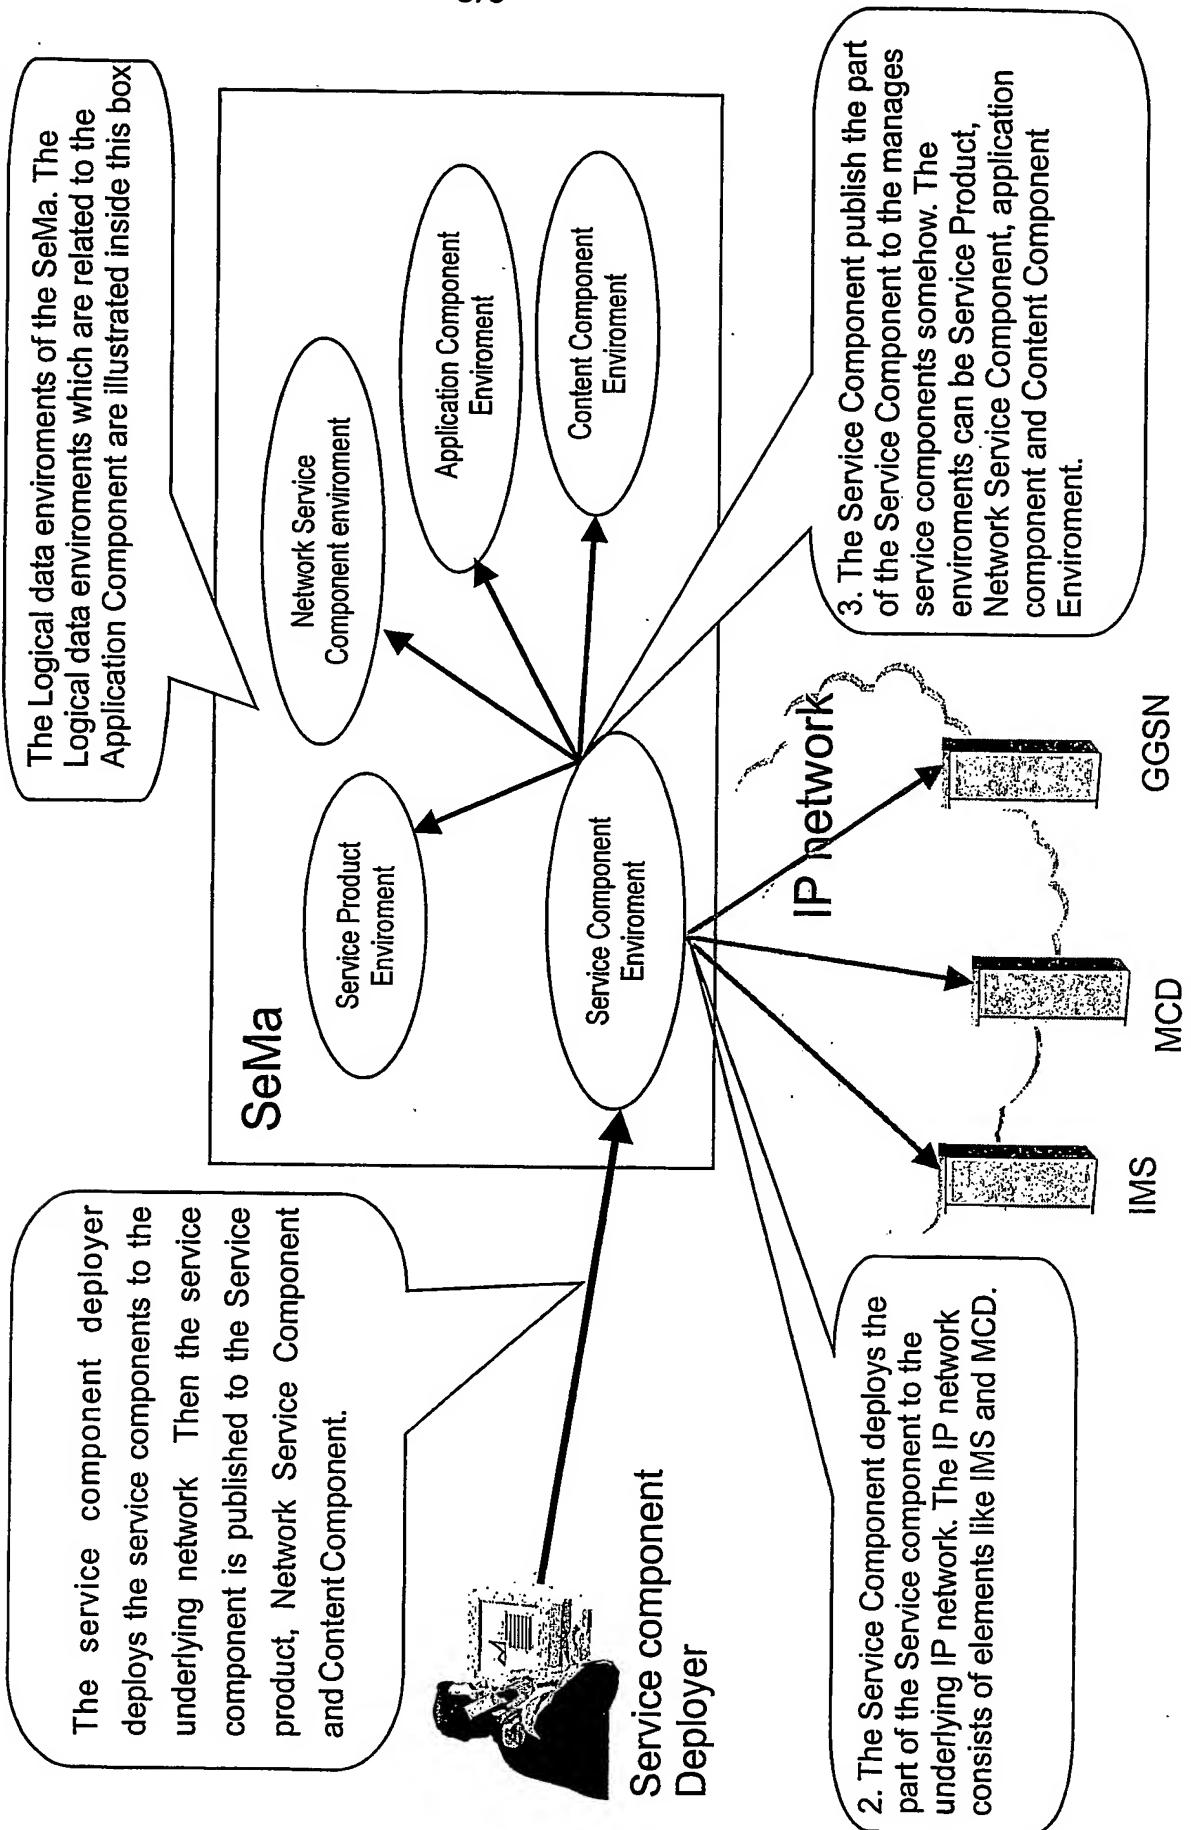 The service component deployer
deploys the service components to the
underlying network Then the service
component is published to the Service
product, Network Service Component
and Content Component.
The Logical data enviroments of the SeMa. The
Logical data enviroments which are related to the
Application Component are illustrated inside this box
SeMa
Service Product
Enviroment
Network Service
Component enviroment
Application Component
Enviroment
Content Component
Enviroment
Service Component
Enviroment
Service component
Deployer
IP network
IMS
MCD
GGSN
2. The Service Component deploys the
part of the Service component to the
underlying IP network. The IP network
consists of elements like IMS and MCD.
3. The Service Component publish the part
of the Service Component to the manages
service components somehow. The
enviroments can be Service Product,
Network Service Component, application
component and Content Component
Enviroment.